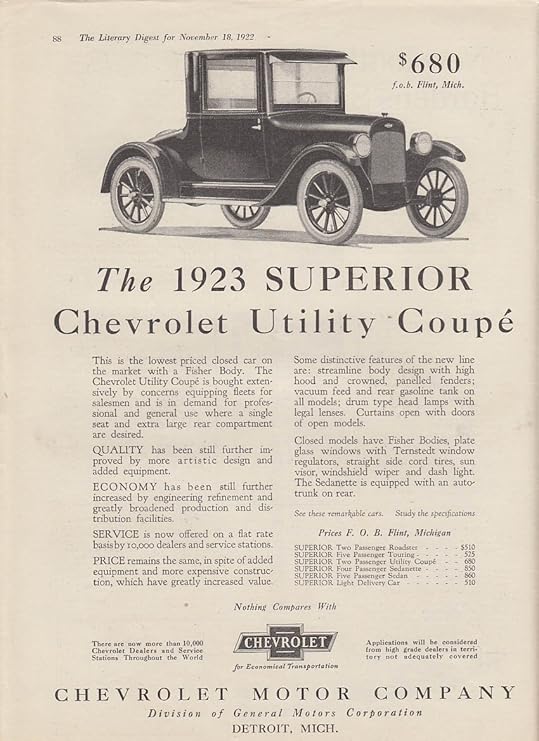 88 The Literary Digest for November 18, 1922
$680
f.o.b. Flint, Mich.
The 1923 SUPERIOR
Chevrolet Utility Coupé
This is the lowest priced closed car on
the market with a Fisher Body. The
Chevrolet Utility Coupé is bought exten-
sively by concerns equipping fleets for
salesmen and is in demand for profes-
sional and general use where a single
seat and extra large rear compartment
are desired.
QUALITY has been still further im-
proved by more artistic design and
added equipment.
ECONOMY has been still further
increased by engineering refinement and
greatly broadened production and dis-
tribution facilities.
SERVICE is now offered on a flat rate
basis by 10,000 dealers and service stations.
PRICE remains the same, in spite of added
equipment and more expensive construc-
tion, which have greatly increased value.
Some distinctive features of the new line
are: streamline body design with high
hood and crowned, panelled fenders;
vacuum feed and rear gasoline tank on
all models; drum type head lamps with
legal lenses. Curtains open with doors
of open models.
Closed models have Fisher Bodies, plate
glass windows with Ternstedt window
regulators, straight side cord tires, sun
visor, windshield wiper and dash light.
The Sedanette is equipped with an auto-
trunk on rear.
See these remarkable cars. Study the specifications
Prices F. O. B. Flint, Michigan
SUPERIOR Two Passenger Roadster - - - - - $510
SUPERIOR Five Passenger Touring - - - - - 525
SUPERIOR Two Passenger Utility Coupé - - 680
SUPERIOR Four Passenger Sedanette - - - - 850
SUPERIOR Five Passenger Sedan - - - - - 860
SUPERIOR Light Delivery Car - - - - - 510
Nothing Compares With
There are now more than 10,000
Chevrolet Dealers and Service
Stations Throughout the World
CHEVROLET
for Economical Transportation
Applications will be considered
from high grade dealers in terri-
tory not adequately covered
CHEVROLET MOTOR COMPANY
Division of General Motors Corporation
DETROIT, MICH.